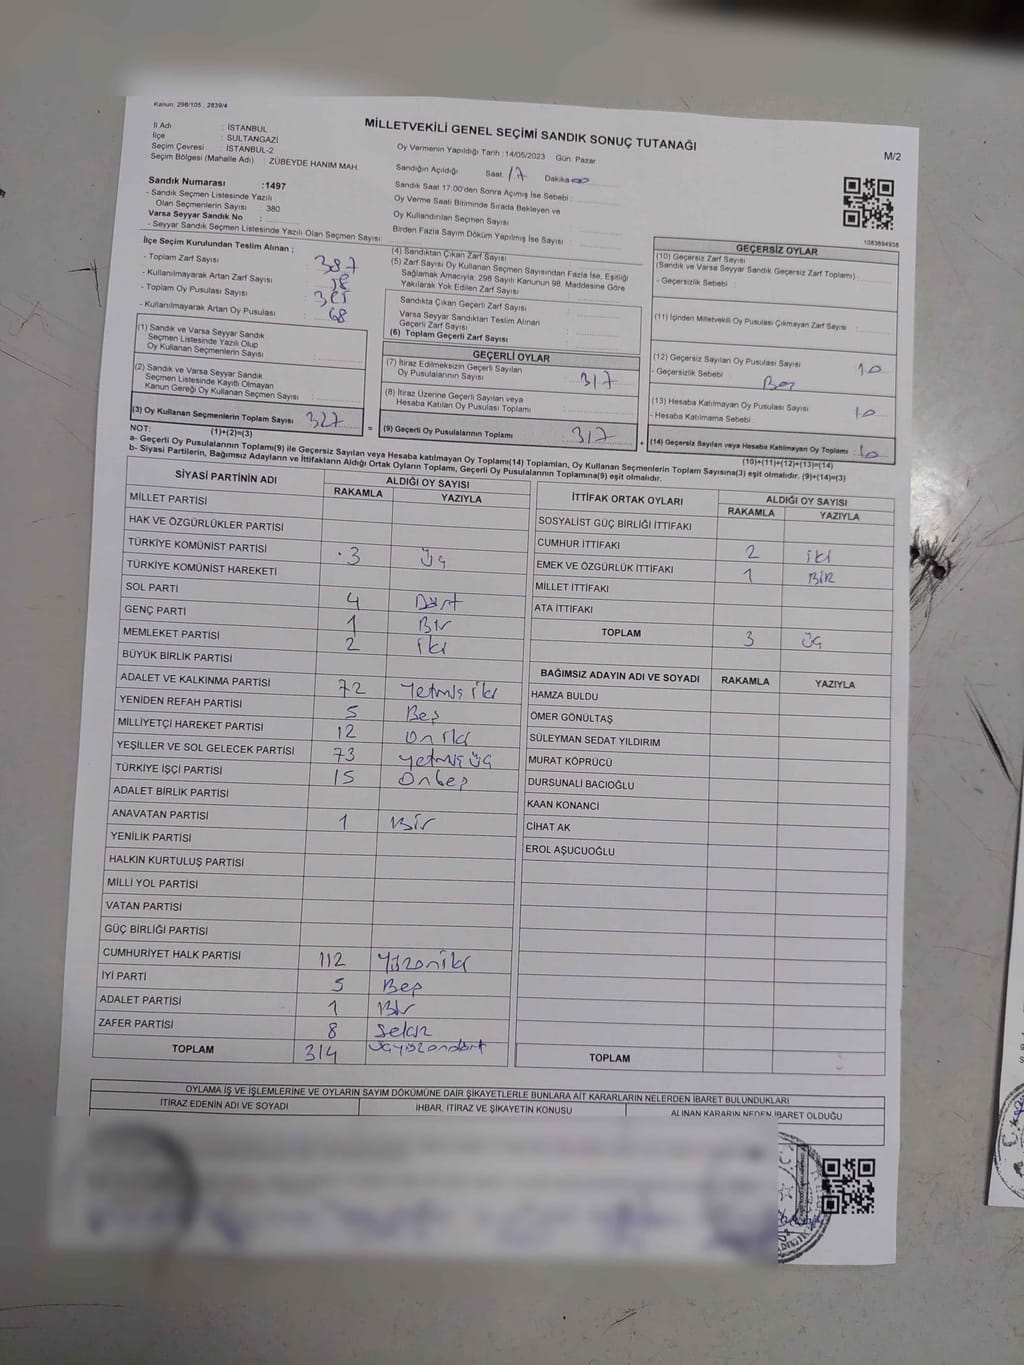 Kanun; 298/105 , 2839/4
MİLLETVEKİLİ GENEL SEÇİMİ SANDIK SONUÇ TUTANAĞI
M/2
İl Adı : İSTANBUL
İlçe : SULTANGAZİ
Seçim Çevresi : İSTANBUL-2
Seçim Bölgesi (Mahalle Adı) : ZÜBEYDE HANIM MAH.
Sandık Numarası :1497
- Sandık Seçmen Listesinde Yazılı
Olan Seçmenlerin Sayısı : 380
Varsa Seyyar Sandık No :
- Seyyar Sandık Seçmen Listesinde Yazılı Olan Seçmen Sayısı:
Oy Vermenin Yapıldığı Tarih :14/05/2023 Gün: Pazar
Sandığın Açıldığı Saat: 17 Dakika 00
Sandık Saat 17.00'den Sonra Açılmış İse Sebebi :
Oy Verme Saati Bitiminde Sırada Bekleyen ve
Oy Kullandırılan Seçmen Sayısı
Birden Fazla Sayım Döküm Yapılmış İse Sayısı :
1083694938
İlçe Seçim Kurulundan Teslim Alınan ;
- Toplam Zarf Sayısı : 387
- Kullanılmayarak Artan Zarf Sayısı :
- Toplam Oy Pusulası Sayısı :
- Kullanılmayarak Artan Oy Pusulası : 68
(1) Sandık ve Varsa Seyyar Sandık
Seçmen Listesinde Yazılı Olup
Oy Kullanan Seçmenlerin Sayısı :
(2) Sandık ve Varsa Seyyar Sandık
Seçmen Listesinde Kayıtlı Olmayan
Kanun Gereği Oy Kullanan Seçmen Sayısı:
(3) Oy Kullanan Seçmenlerin Toplam Sayısı : 327
(1)+(2)=(3)
(4) Sandıktan Çıkan Zarf Sayısı
(5) Zarf Sayısı Oy Kullanan Seçmen Sayısından Fazla İse, Eşitliği
Sağlamak Amacıyla; 298 Sayılı Kanunun 98. Maddesine Göre
Yakılarak Yok Edilen Zarf Sayısı :
Sandıkta Çıkan Geçerli Zarf Sayısı :
Varsa Seyyar Sandıktan Teslim Alınan
Geçerli Zarf Sayısı :
(6) Toplam Geçerli Zarf Sayısı :
GEÇERLİ OYLAR
(7) İtiraz Edilmeksizin Geçerli Sayılan
Oy Pusulalarının Sayısı : 317
(8) İtiraz Üzerine Geçerli Sayılan veya
Hesaba Katılan Oy Pusulası Toplamı :
= (9) Geçerli Oy Pusulalarının Toplamı : 317
GEÇERSİZ OYLAR
(10) Geçersiz Zarf Sayısı
(Sandık ve Varsa Seyyar Sandık Geçersiz Zarf Toplamı) :
- Geçersizlik Sebebi :
(11) İçinden Milletvekili Oy Pusulası Çıkmayan Zarf Sayısı :
(12) Geçersiz Sayılan Oy Pusulası Sayısı : 10
- Geçersizlik Sebebi :
(13) Hesaba Katılmayan Oy Pusulası Sayısı : 10
- Hesaba Katılmama Sebebi :
+ (14) Geçersiz Sayılan veya Hesaba Katılmayan Oy Toplamı : 10
(10)+(11)+(12)+(13)=(14)
NOT:
a- Geçerli Oy Pusulalarının Toplamı(9) ile Geçersiz Sayılan veya Hesaba katılmayan Oy Toplamı(14) Toplamları, Oy Kullanan Seçmenlerin Toplam Sayısına(3) eşit olmalıdır. (9)+(14)=(3)
b- Siyasi Partilerin, Bağımsız Adayların ve İttifakların Aldığı Ortak Oyların Toplamı, Geçerli Oy Pusulalarının Toplamına(9) eşit olmalıdır.
SİYASİ PARTİNİN ADI ALDIĞI OY SAYISI
RAKAMLA YAZIYLA
MİLLET PARTİSİ
HAK VE ÖZGÜRLÜKLER PARTİSİ
TÜRKİYE KOMÜNİST PARTİSİ 3 üç
TÜRKİYE KOMÜNİST HAREKETİ
SOL PARTİ 4 Dört
GENÇ PARTİ 1 Bir
MEMLEKET PARTİSİ 2 iki
BÜYÜK BİRLİK PARTİSİ
ADALET VE KALKINMA PARTİSİ 72 Yetmiş iki
YENİDEN REFAH PARTİSİ 5 Beş
MİLLİYETÇİ HAREKET PARTİSİ 12 on iki
YEŞİLLER VE SOL GELECEK PARTİSİ 73 yetmiş üç
TÜRKİYE İŞÇİ PARTİSİ 15 Onbeş
ADALET BİRLİK PARTİSİ
ANAVATAN PARTİSİ 1 Bir
YENİLİK PARTİSİ
HALKIN KURTULUŞ PARTİSİ
MİLLİ YOL PARTİSİ
VATAN PARTİSİ
GÜÇ BİRLİĞİ PARTİSİ
CUMHURİYET HALK PARTİSİ 112 Yüzoniki
İYİ PARTİ 5 Beş
ADALET PARTİSİ 1 Bir
ZAFER PARTİSİ 8 Sekiz
TOPLAM 314 üçyüzondört
İTTİFAK ORTAK OYLARI ALDIĞI OY SAYISI
RAKAMLA YAZIYLA
SOSYALİST GÜÇ BİRLİĞİ İTTİFAKI
CUMHUR İTTİFAKI 2 iki
EMEK VE ÖZGÜRLÜK İTTİFAKI 1 BİR
MİLLET İTTİFAKI
ATA İTTİFAKI
TOPLAM 3 üç
BAĞIMSIZ ADAYIN ADI VE SOYADI RAKAMLA YAZIYLA
HAMZA BULDU
ÖMER GÖNÜLTAŞ
SÜLEYMAN SEDAT YILDIRIM
MURAT KÖPRÜCÜ
DURSUNALİ BACIOĞLU
KAAN KONANCİ
CİHAT AK
EROL AŞUCUOĞLU
TOPLAM
OYLAMA İŞ VE İŞLEMLERİNE VE OYLARIN SAYIM DÖKÜMÜNE DAİR ŞİKAYETLERLE BUNLARA AİT KARARLARIN NELERDEN İBARET BULUNDUKLARI
İTİRAZ EDENİN ADI VE SOYADI İHBAR, İTİRAZ VE ŞİKAYETİN KONUSU ALINAN KARARIN NEDEN İBARET OLDUĞU